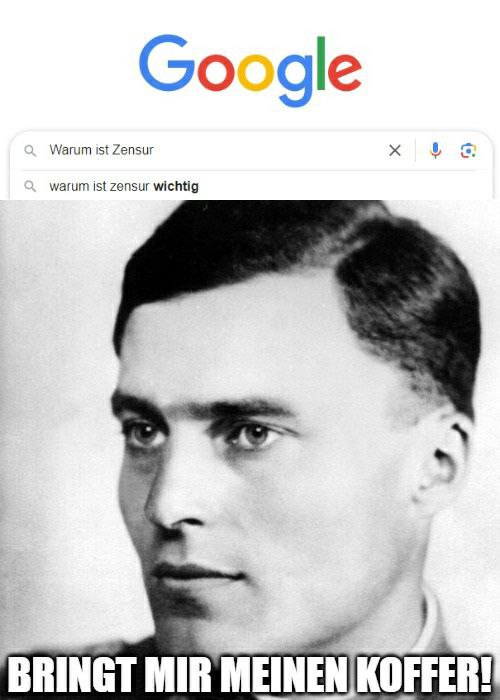 Google
Warum ist Zensur
warum ist zensur wichtig
BRINGT MIR MEINEN KOFFER!